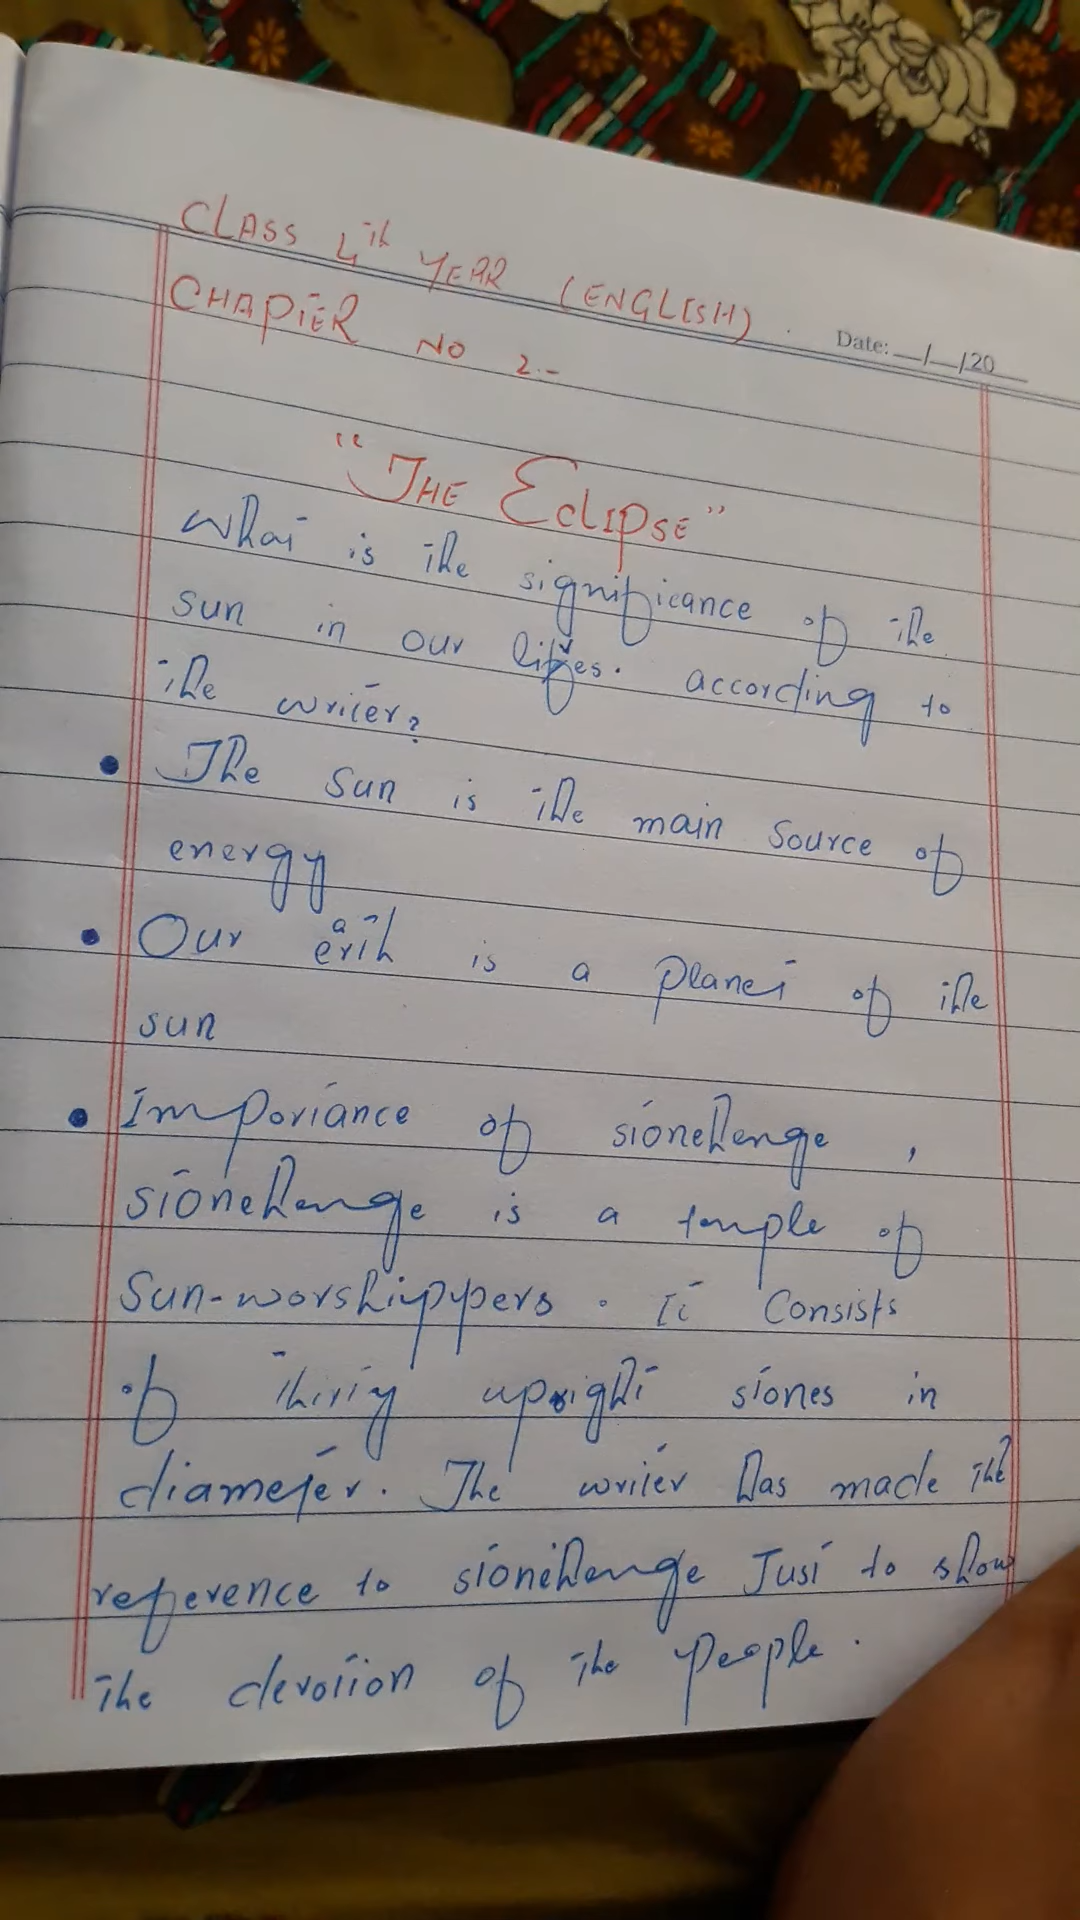 CLASS 4th YEAR (ENGLISH).
Date: __/__/20__
CHAPTER NO 2.-
"THE EclIPSE"
What is the significance of the
sun in our lives. according to
the writer?
• The sun is the main source of
energy
• Our earth is a planet of the
sun
• Importance of stonehenge,
stonehenge is a temple of
Sun-worshippers. It consists
of thirty upright stones in
diameter. The writer has made the
reference to stonehenge Just to show
the devotion of the people.